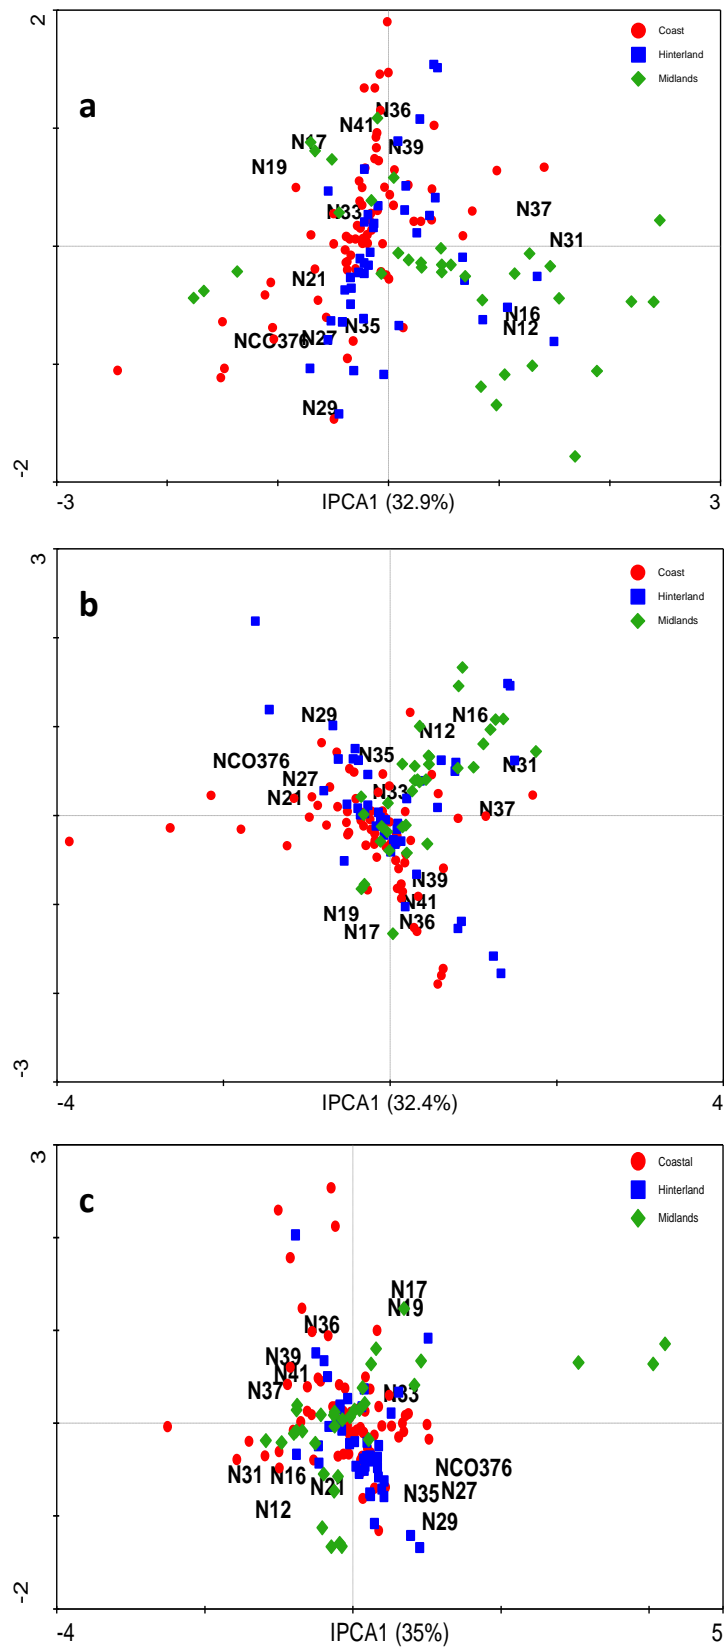 2
Coast
Hinterland
Midlands
a
N36
N41
N17
N39
N19
N33
N37
N31
N21
N16
N35
N12
NCO376
N27
N29
-2
-3
IPCA1 (32.9%)
3
3
Coast
Hinterland
Midlands
b
N29
N16
N12
NCO376
N35
N31
N27
N33
N21
N37
N39
N41
N19
N36
N17
-3
-4
IPCA1 (32.4%)
4
3
Coastal
Hinterland
Midlands
c
N17
N19
N36
N39
N41
N37
N33
NCO376
N31
N16
N21
N27
N35
N12
N29
-2
-4
IPCA1 (35%)
5